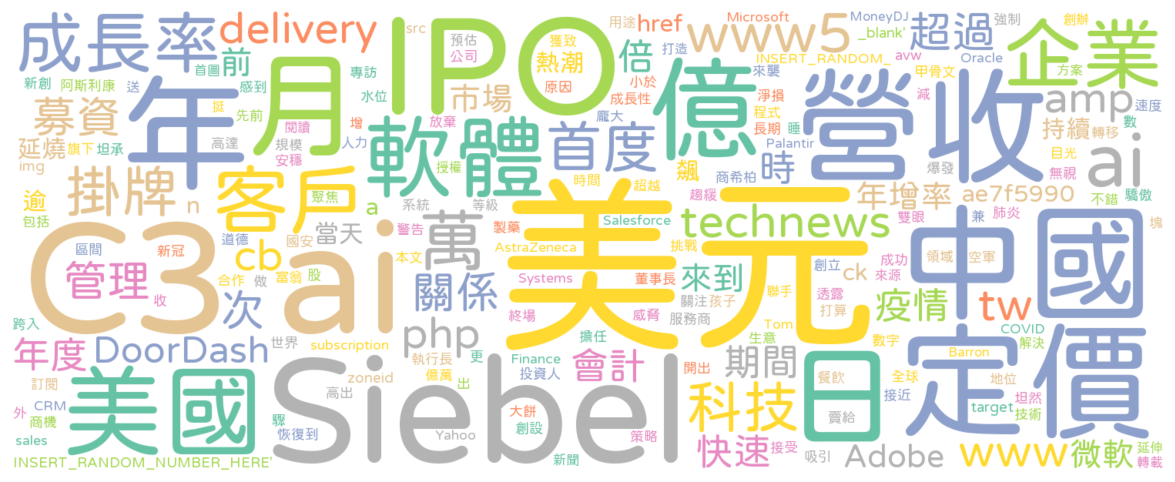 成長率 delivery IPO 用途 href Microsoft MoneyDJ 強制 創辦
src 預估 獲致 打造 www5 _blank' 超過 企業
新創 首圖 前 專訪 公司 熱潮 倍 INSERT_RANDOM_ avw Oracle 方案
阿斯利康 送 感到 水位 原因 小於 來襲 甲骨文
年 月 市場 成長性 億 淨損 營收 減 amp 速度
募資 挺 先前 放棄 龐大 程式 數
延燒 旗下 坦承 閱讀 增 人力 軟體 首度 長期 睡 時 Palantir 持續 轉移
img 高達 規模 安穩 授權 飆 商希柏 爆發 目光 ai
掛牌 客戶 聚焦 系統 等級 時間 超越 趨緩 年增率 ae7f5990 無視 不錯 驕傲
逾 n a
包括 道德 國安 當天 警告 萬 製藥 Salesforce technews 雙眼 兼 肺炎 塊
C3 ai 美元 中國
區間 新冠 cb 本文 AstraZeneca 挑戰 領域 空軍
管理 合作 富翁 股 做 關係 Systems 董事長 來到 創立 ck 成功 來源
收 次 終場 威脅 關注 孩子 聯手 透露 打算 疫情 tw
跨入 世界 subscription php 擔任 服務商 生意 Tom 數字 COVID 解決
年度 DoorDash 執行長 更 Finance 會計 期間 開出 Barron 定價
訂閱 zoneid 億萬 出 投資人 餐飲 全球 地位 坦然
外 CRM 美國 高出 Siebel 大餅 科技 日 接近 target 技術
商機 驟 創設 賣給
sales 恢復到 Yahoo 策略 快速 接受 Adobe www 微軟 延伸
INSERT_RANDOM_NUMBER_HERE' 新聞 吸引 轉載